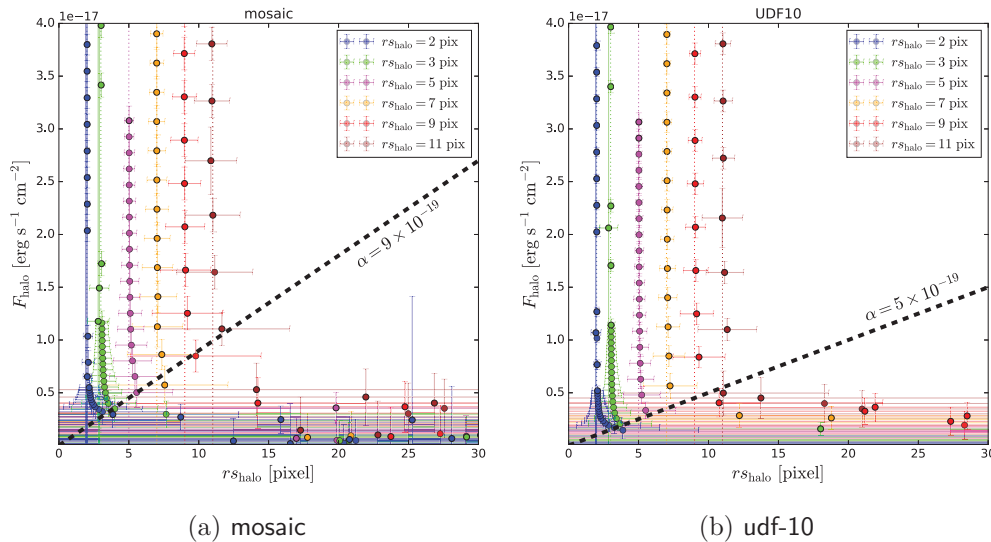 mosaic
1e−17
4.0
3.5
3.0
2.5
2.0
1.5
1.0
0.5
F_halo [erg s⁻¹ cm⁻²]
rs_halo = 2 pix
rs_halo = 3 pix
rs_halo = 5 pix
rs_halo = 7 pix
rs_halo = 9 pix
rs_halo = 11 pix
α = 9 × 10⁻¹⁹
0 5 10 15 20 25 30
rs_halo [pixel]
(a) mosaic
UDF10
1e−17
4.0
3.5
3.0
2.5
2.0
1.5
1.0
0.5
F_halo [erg s⁻¹ cm⁻²]
rs_halo = 2 pix
rs_halo = 3 pix
rs_halo = 5 pix
rs_halo = 7 pix
rs_halo = 9 pix
rs_halo = 11 pix
α = 5 × 10⁻¹⁹
0 5 10 15 20 25 30
rs_halo [pixel]
(b) udf-10